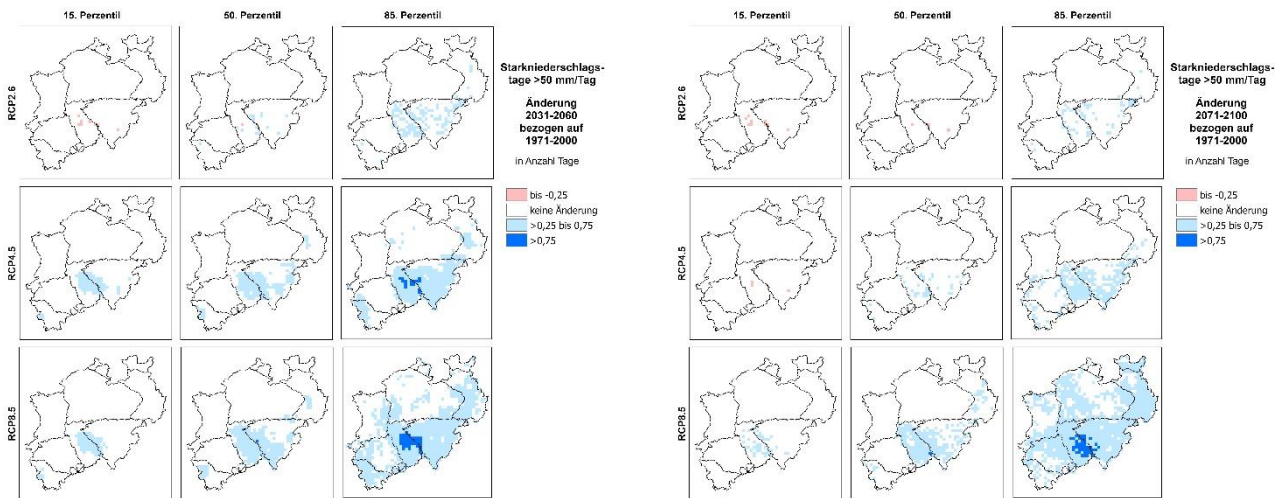 15. Perzentil
50. Perzentil
85. Perzentil
RCP2.6
RCP4.5
RCP8.5
Starkniederschlags-
tage >50 mm/Tag
Änderung
2031-2060
bezogen auf
1971-2000
in Anzahl Tage
bis -0,25
keine Änderung
>0,25 bis 0,75
>0,75
15. Perzentil
50. Perzentil
85. Perzentil
RCP2.6
RCP4.5
RCP8.5
Starkniederschlags-
tage >50 mm/Tag
Änderung
2071-2100
bezogen auf
1971-2000
in Anzahl Tage
bis -0,25
keine Änderung
>0,25 bis 0,75
>0,75